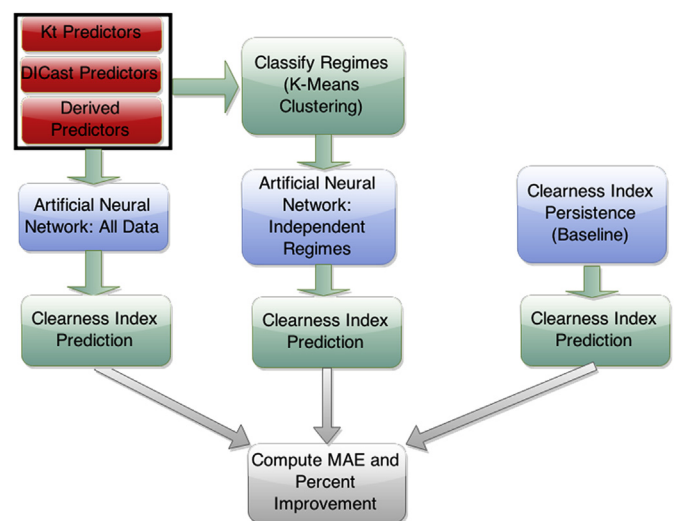 Kt Predictors
DICast Predictors
Derived
Predictors
Classify Regimes
(K-Means
Clustering)
Artificial Neural
Network: All Data
Artificial Neural
Network:
Independent
Regimes
Clearness Index
Persistence
(Baseline)
Clearness Index
Prediction
Clearness Index
Prediction
Clearness Index
Prediction
Compute MAE and
Percent
Improvement